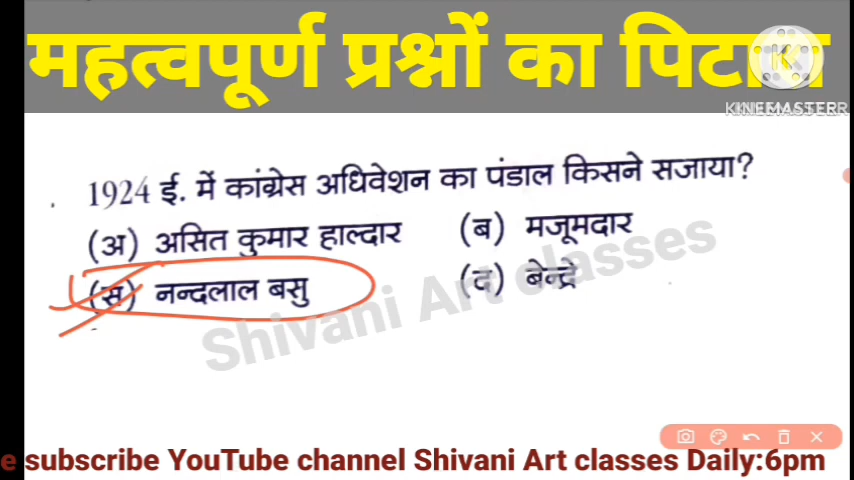 महत्वपूर्ण प्रश्नों का पिटारा
KINEMASTER
1924 ई. में कांग्रेस अधिवेशन का पंडाल किसने सजाया?
(अ) असित कुमार हाल्दार (ब) मजूमदार
(स) नन्दलाल बसु (द) बेन्द्रे
Shivani Art classes
e subscribe YouTube channel Shivani Art classes Daily:6pm